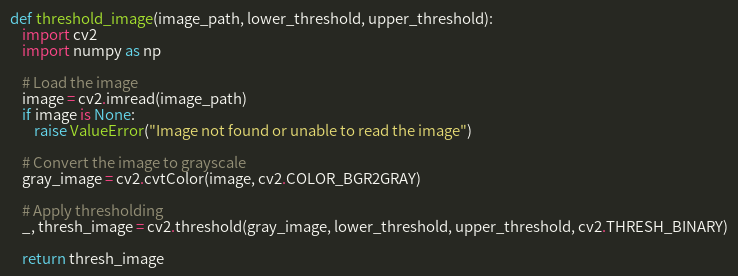 def threshold_image(image_path, lower_threshold, upper_threshold):
    import cv2
    import numpy as np

    # Load the image
    image = cv2.imread(image_path)
    if image is None:
        raise ValueError("Image not found or unable to read the image")

    # Convert the image to grayscale
    gray_image = cv2.cvtColor(image, cv2.COLOR_BGR2GRAY)

    # Apply thresholding
    _, thresh_image = cv2.threshold(gray_image, lower_threshold, upper_threshold, cv2.THRESH_BINARY)

    return thresh_image